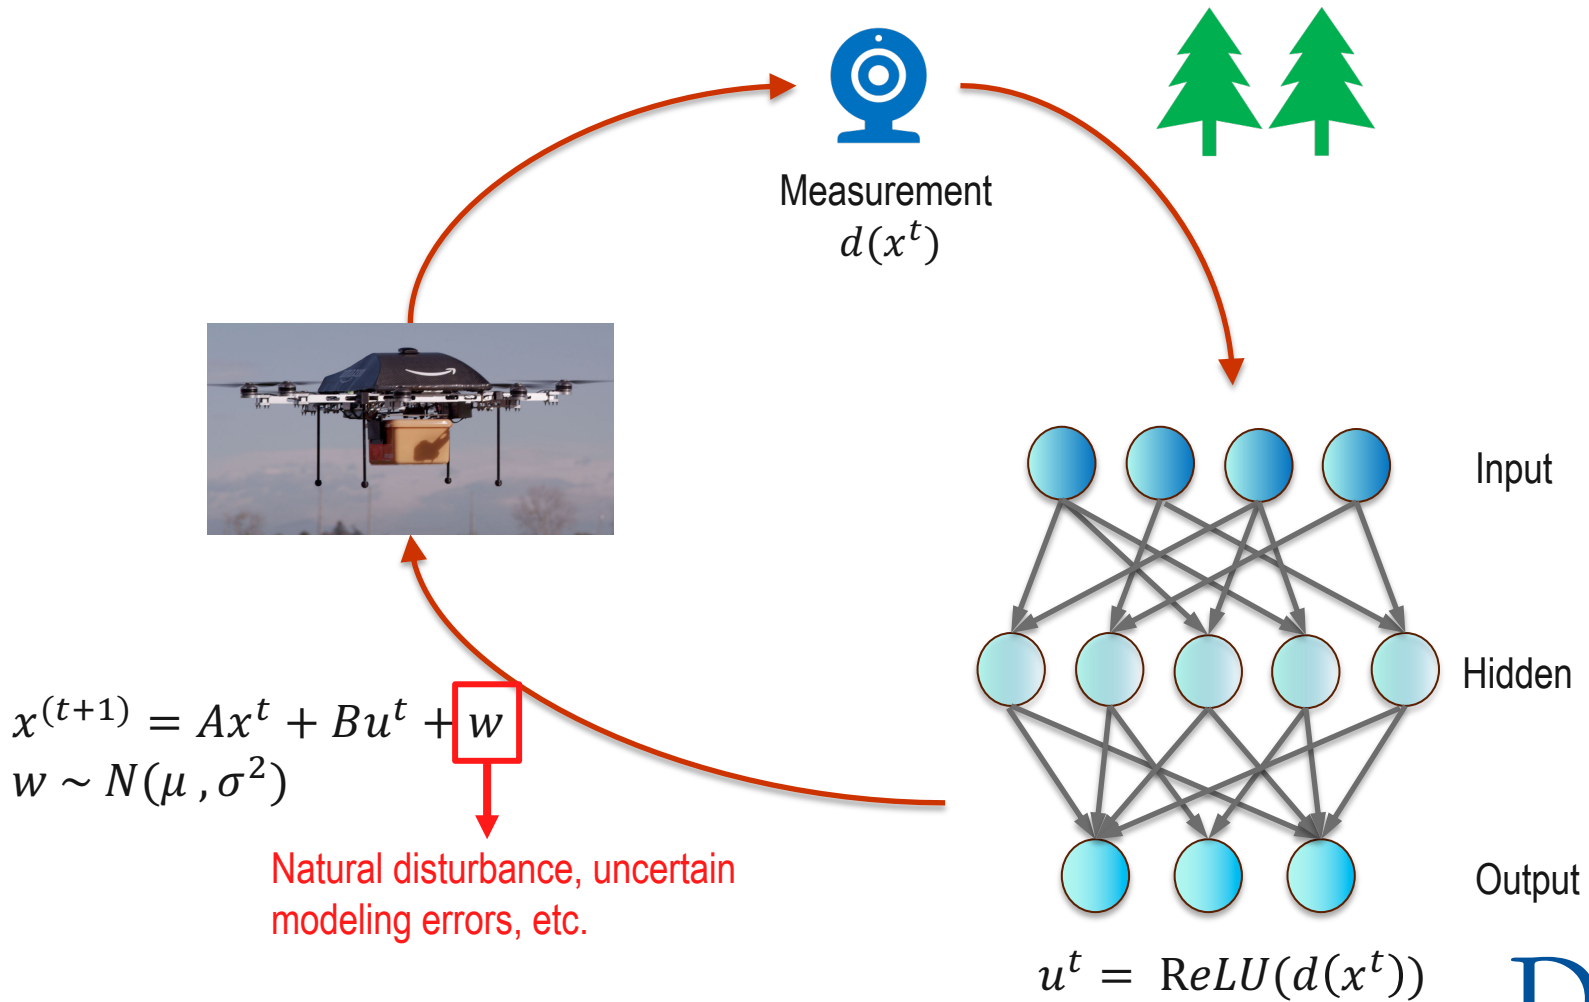 Measurement
d(x^t)
Input
Hidden
x^(t+1) = Ax^t + Bu^t + w
w ~ N(μ , σ^2)
Natural disturbance, uncertain
modeling errors, etc.
Output
u^t = ReLU(d(x^t))